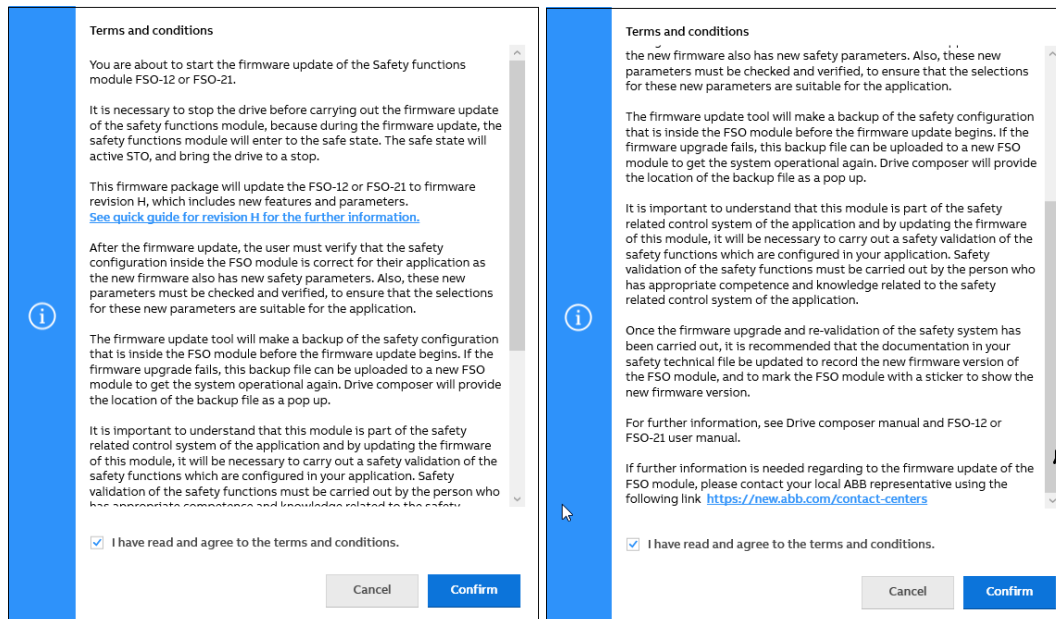 Terms and conditions
You are about to start the firmware update of the Safety functions
module FSO-12 or FSO-21.
It is necessary to stop the drive before carrying out the firmware update
of the safety functions module, because during the firmware update, the
safety functions module will enter to the safe state. The safe state will
active STO, and bring the drive to a stop.
This firmware package will update the FSO-12 or FSO-21 to firmware
revision H, which includes new features and parameters.
See quick guide for revision H for the further information.
After the firmware update, the user must verify that the safety
configuration inside the FSO module is correct for their application as
the new firmware also has new safety parameters. Also, these new
parameters must be checked and verified, to ensure that the selections
for these new parameters are suitable for the application.
The firmware update tool will make a backup of the safety configuration
that is inside the FSO module before the firmware update begins. If the
firmware upgrade fails, this backup file can be uploaded to a new FSO
module to get the system operational again. Drive composer will provide
the location of the backup file as a pop up.
It is important to understand that this module is part of the safety
related control system of the application and by updating the firmware
of this module, it will be necessary to carry out a safety validation of the
safety functions which are configured in your application. Safety
validation of the safety functions must be carried out by the person who
has appropriate competence and knowledge related to the safety
I have read and agree to the terms and conditions.
Cancel
Confirm
Terms and conditions
the new firmware also has new safety parameters. Also, these new
parameters must be checked and verified, to ensure that the selections
for these new parameters are suitable for the application.
The firmware update tool will make a backup of the safety configuration
that is inside the FSO module before the firmware update begins. If the
firmware upgrade fails, this backup file can be uploaded to a new FSO
module to get the system operational again. Drive composer will provide
the location of the backup file as a pop up.
It is important to understand that this module is part of the safety
related control system of the application and by updating the firmware
of this module, it will be necessary to carry out a safety validation of the
safety functions which are configured in your application. Safety
validation of the safety functions must be carried out by the person who
has appropriate competence and knowledge related to the safety
related control system of the application.
Once the firmware upgrade and re-validation of the safety system has
been carried out, it is recommended that the documentation in your
safety technical file be updated to record the new firmware version of
the FSO module, and to mark the FSO module with a sticker to show the
new firmware version.
For further information, see Drive composer manual and FSO-12 or
FSO-21 user manual.
If further information is needed regarding to the firmware update of the
FSO module, please contact your local ABB representative using the
following link https://new.abb.com/contact-centers
I have read and agree to the terms and conditions.
Cancel
Confirm